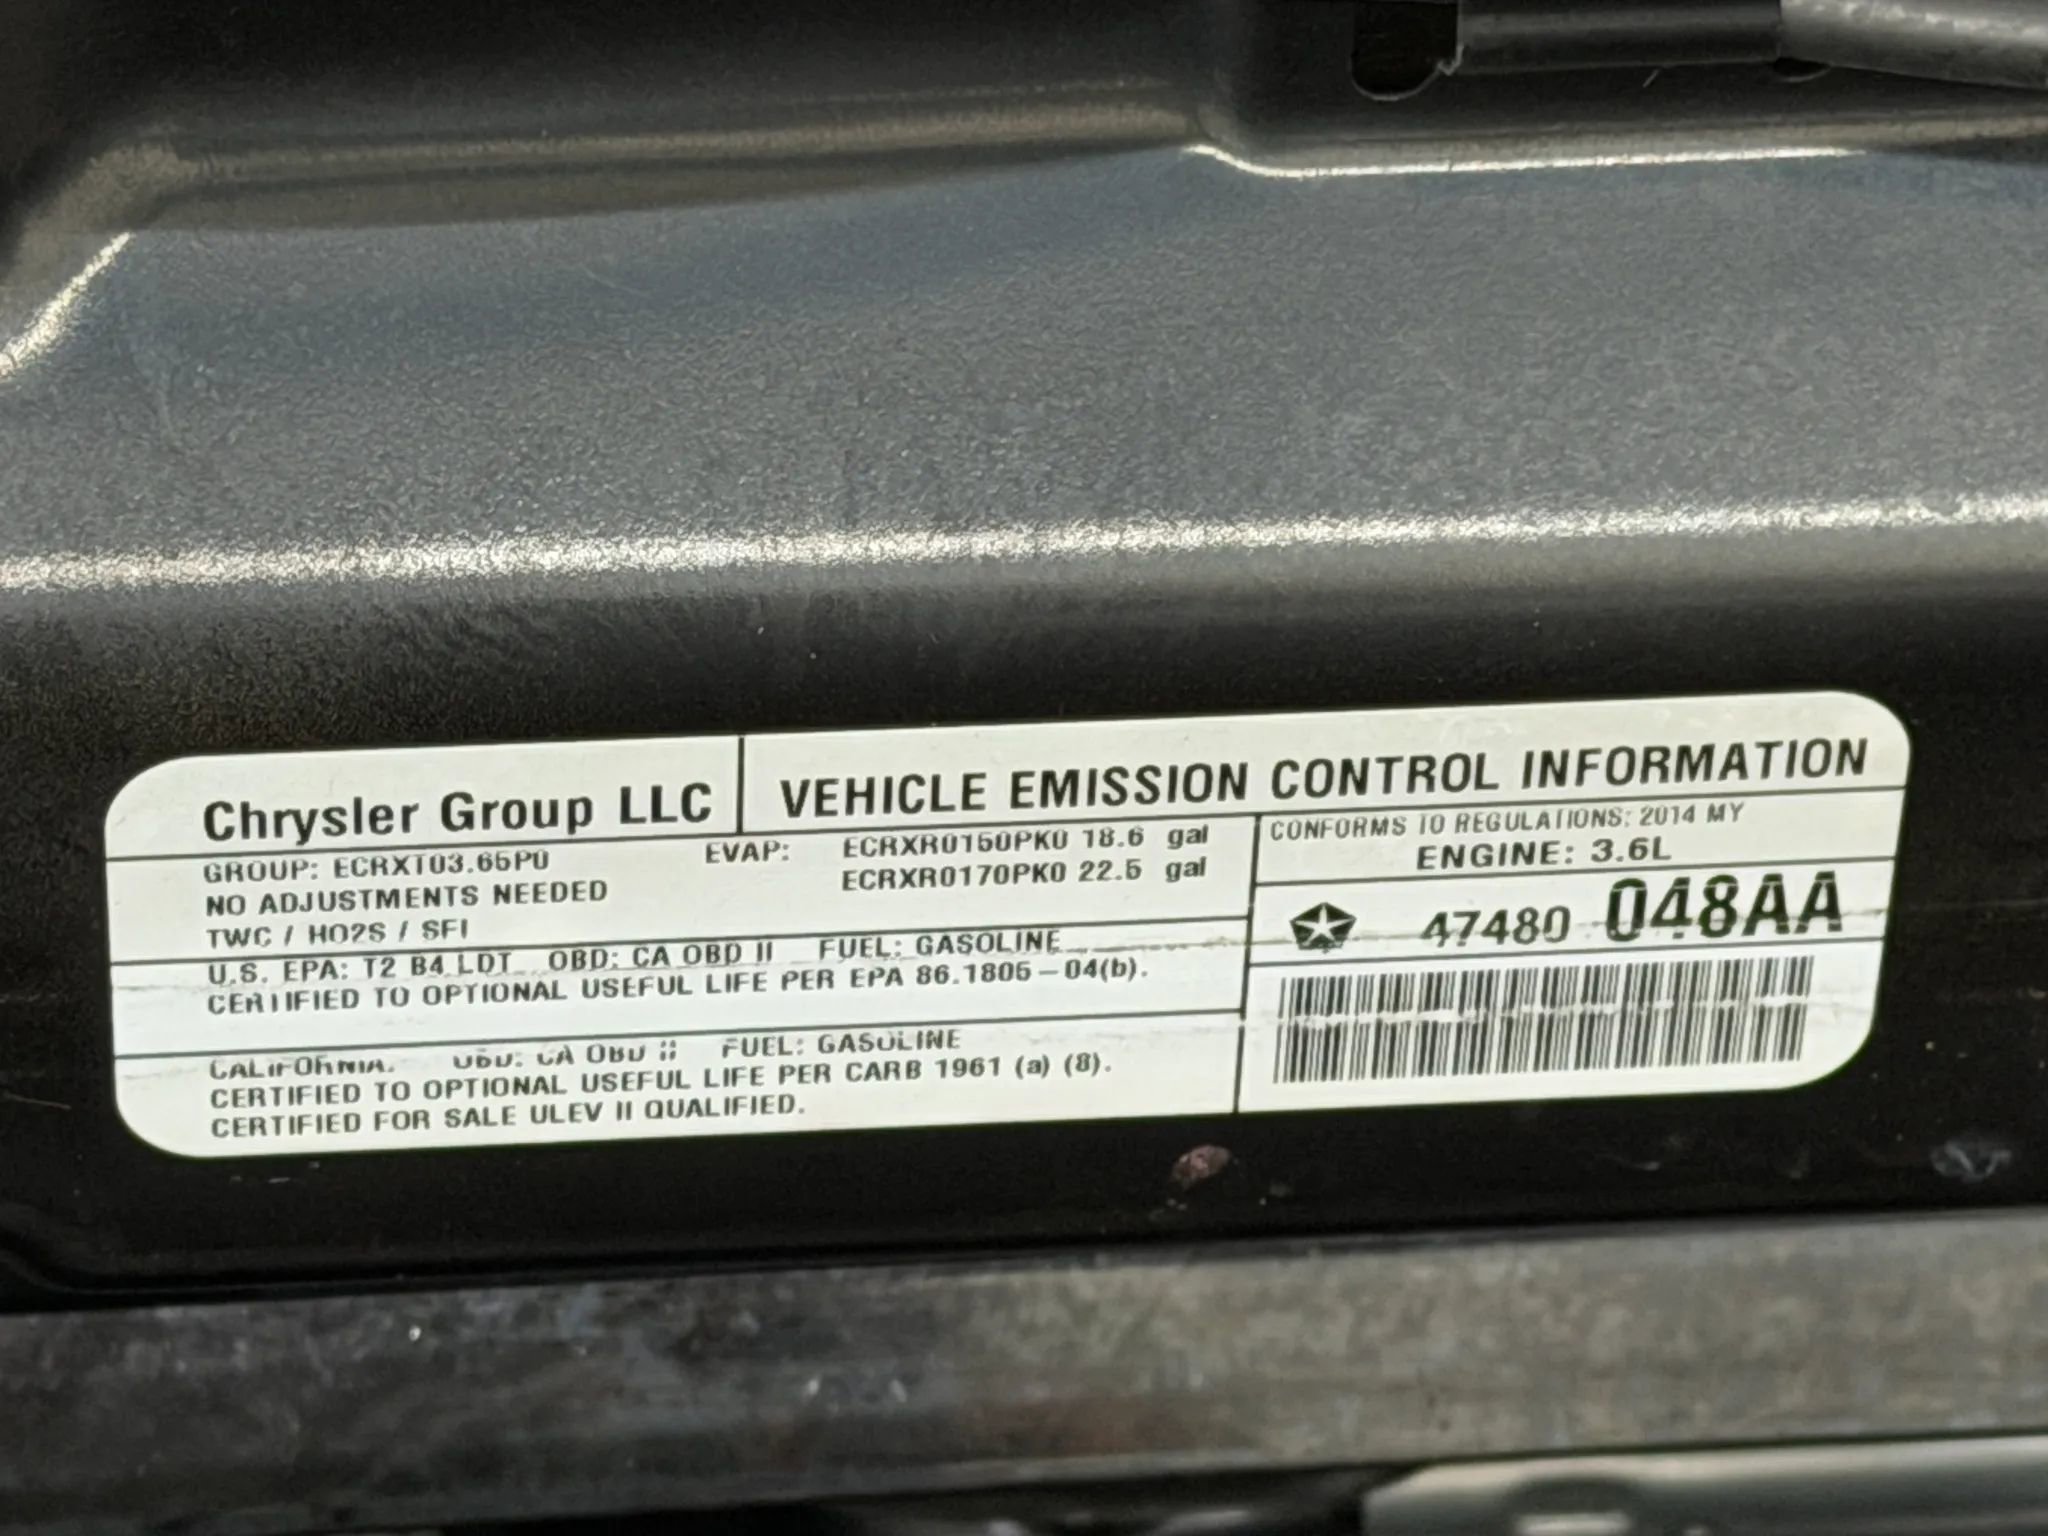 Chrysler Group LLC
VEHICLE EMISSION CONTROL INFORMATION
GROUP: ECRXT03.65P0
NO ADJUSTMENTS NEEDED
TWC / HO2S / SFI
EVAP: ECRXR0150PK0 18.6 gal
ECRXR0170PK0 22.5 gal
CONFORMS TO REGULATIONS: 2014 MY
ENGINE: 3.6L
47480 048AA
U.S. EPA: T2 B4 LDT OBD: CA OBD II FUEL: GASOLINE
CERTIFIED TO OPTIONAL USEFUL LIFE PER EPA 86.1805-04(b).
CALIFORNIA: OBD: CA OBD II FUEL: GASOLINE
CERTIFIED TO OPTIONAL USEFUL LIFE PER CARB 1961 (a) (8).
CERTIFIED FOR SALE ULEV II QUALIFIED.